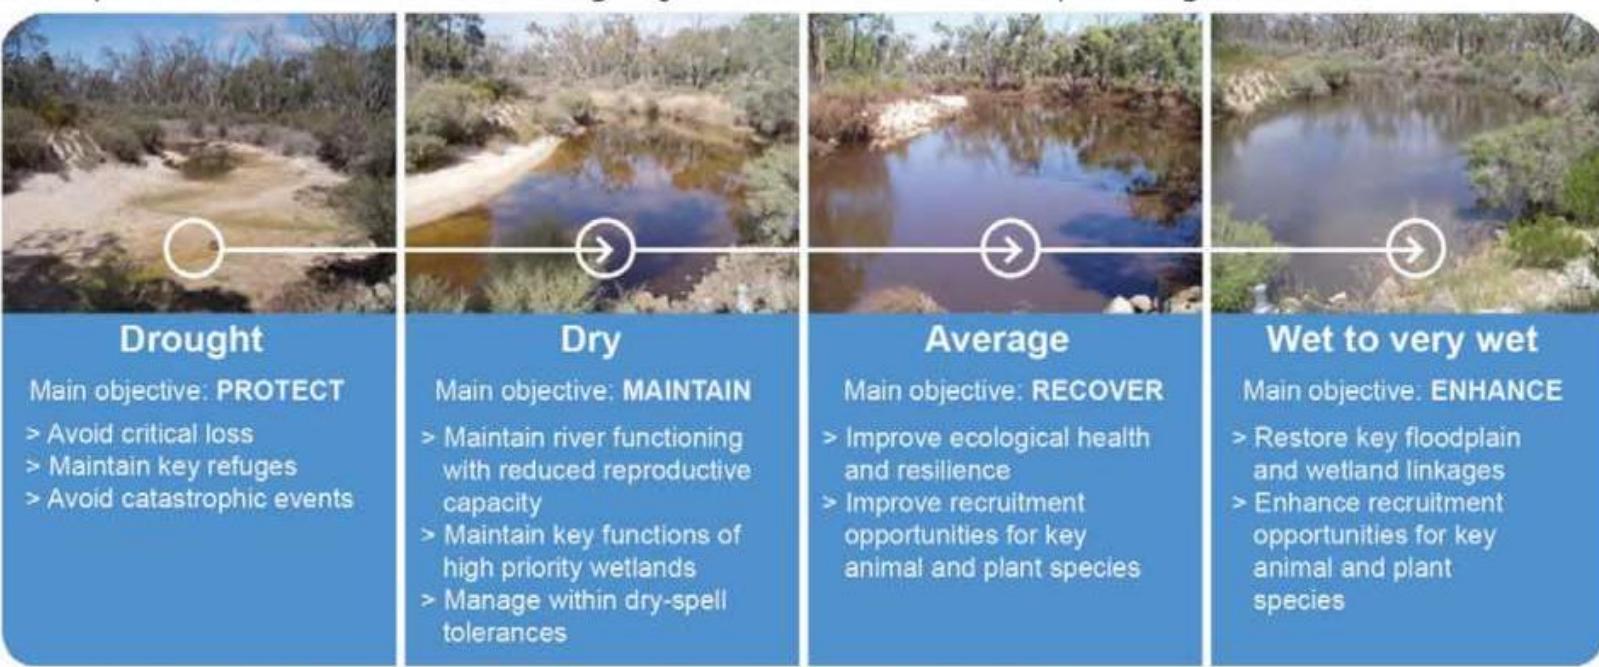 Drought
Main objective: PROTECT
> Avoid critical loss
> Maintain key refuges
> Avoid catastrophic events
Dry
Main objective: MAINTAIN
> Maintain river functioning
with reduced reproductive
capacity
> Maintain key functions of
high priority wetlands
> Manage within dry-spell
tolerances
Average
Main objective: RECOVER
> Improve ecological health
and resilience
> Improve recruitment
opportunities for key
animal and plant species
Wet to very wet
Main objective: ENHANCE
> Restore key floodplain
and wetland linkages
> Enhance recruitment
opportunities for key
animal and plant
species